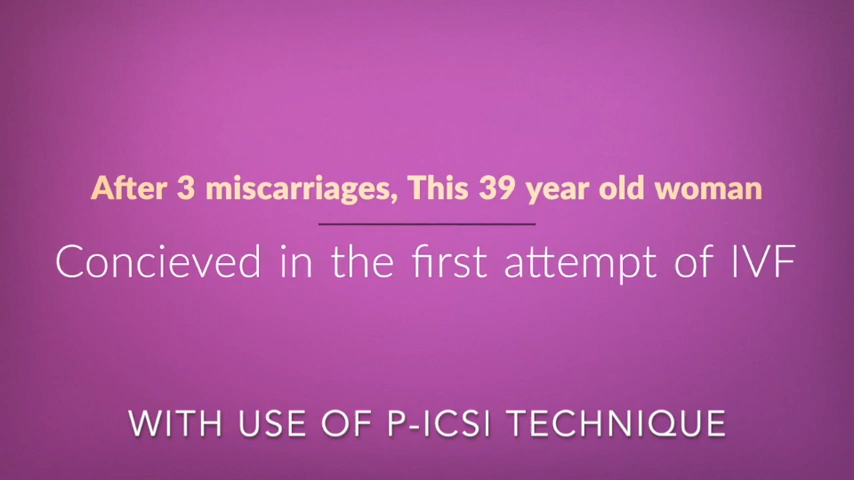 After 3 miscarriages, This 39 year old woman
Concieved in the first attempt of IVF
WITH USE OF P-ICSI TECHNIQUE